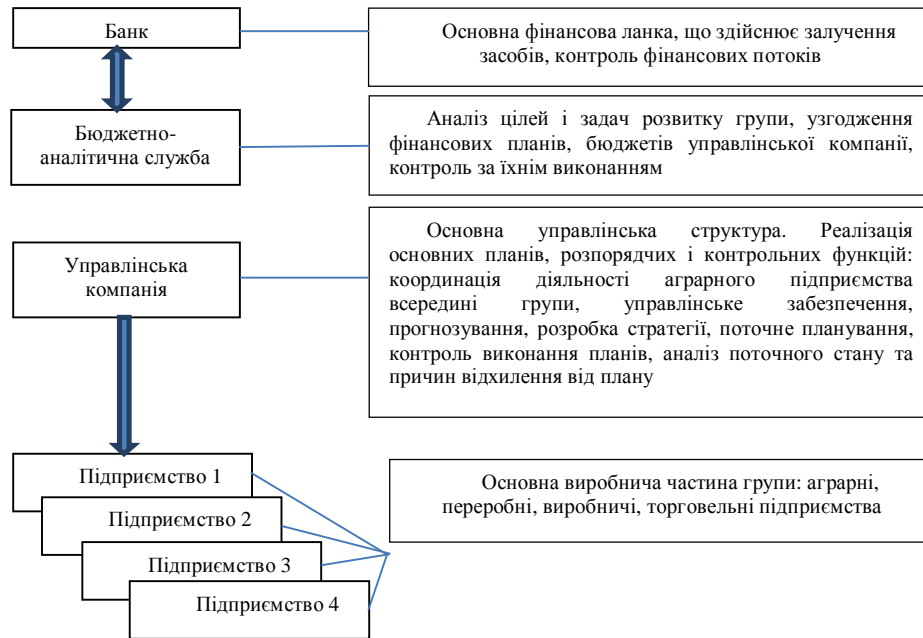 Банк
Основна фінансова ланка, що здійснює залучення
засобів, контроль фінансових потоків
Бюджетно-
аналітична служба
Аналіз цілей і задач розвитку групи, узгодження
фінансових планів, бюджетів управлінської компанії,
контроль за їхнім виконанням
Управлінська
компанія
Основна управлінська структура. Реалізація
основних планів, розпорядчих і контрольних функцій:
координація діяльності аграрного підприємства
всередині групи, управлінське забезпечення,
прогнозування, розробка стратегії, поточне планування,
контроль виконання планів, аналіз поточного стану та
причин відхилення від плану
Підприємство 1
Підприємство 2
Підприємство 3
Підприємство 4
Основна виробнича частина групи: аграрні,
переробні, виробничі, торговельні підприємства